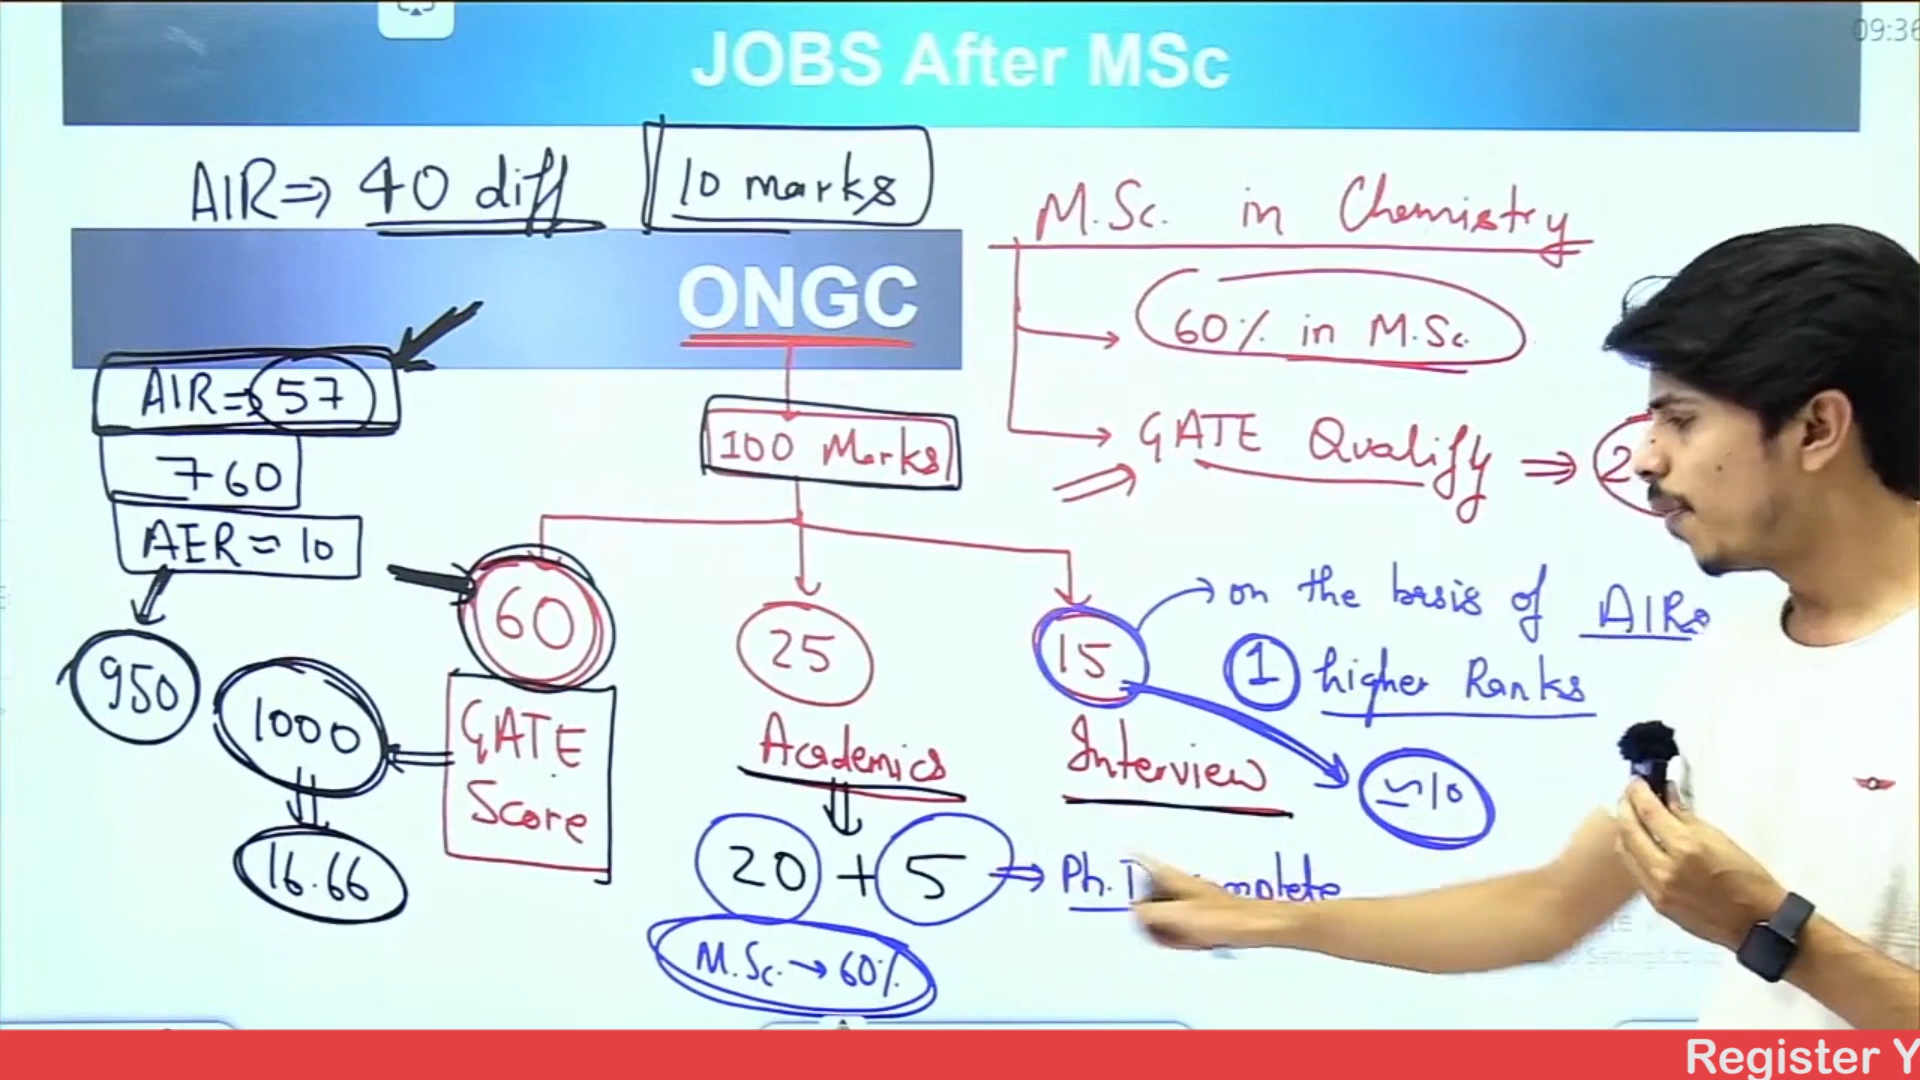 09:36
JOBS After MSc
AIR ⇒ 40 diff
10 marks
M.Sc. in Chemistry
ONGC
60% in M.Sc.
AIR ⇒ 57
100 Marks
GATE Qualify ⇒ 2
760
AER = 10
60
25
15
on the basis of AIR
1 higher Ranks
950
1000
GATE
Score
Academics
Interview
~10
16.66
20 + 5 ⇒ Ph.
M.Sc. → 60%
Register Y